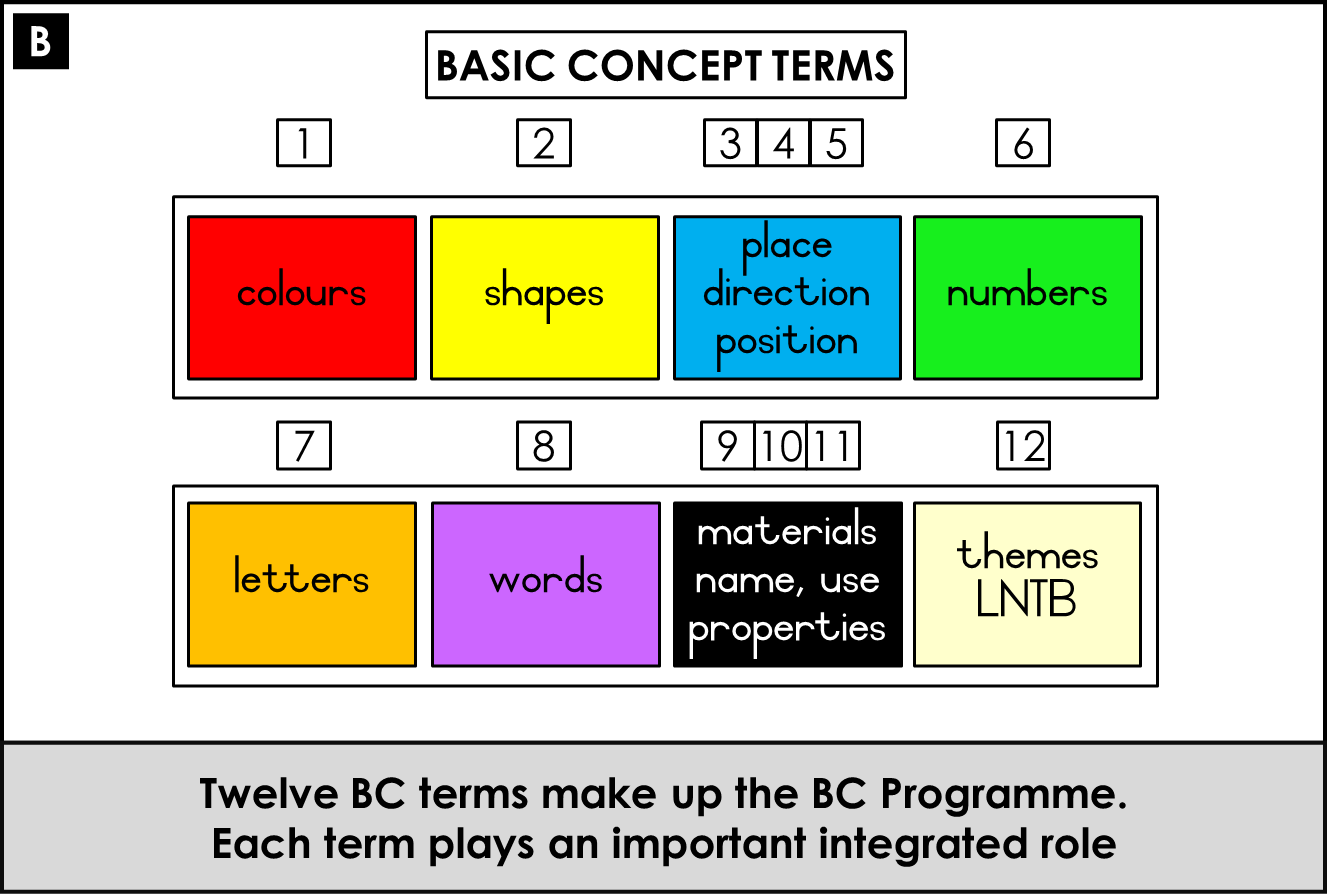 B
BASIC CONCEPT TERMS
1 2 3 4 5 6
colours
shapes
place
direction
position
numbers
7 8 9 10 11 12
letters
words
materials
name, use
properties
themes
LNTB
Twelve BC terms make up the BC Programme.
Each term plays an important integrated role